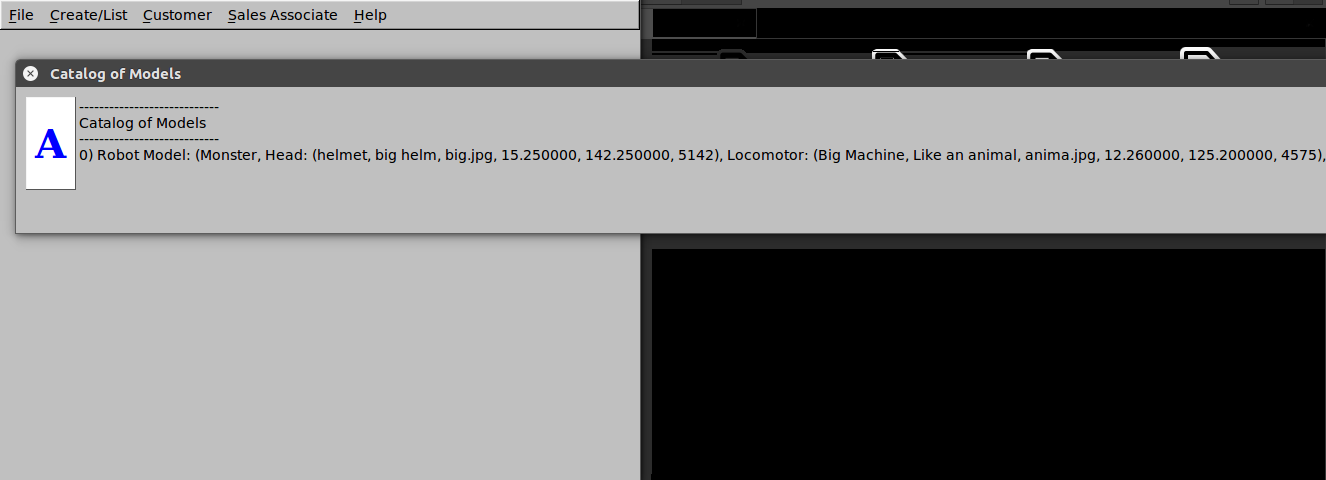 File Create/List Customer Sales Associate Help
Catalog of Models
A
----------------------------
Catalog of Models
----------------------------
0) Robot Model: (Monster, Head: (helmet, big helm, big.jpg, 15.250000, 142.250000, 5142), Locomotor: (Big Machine, Like an animal, anima.jpg, 12.260000, 125.200000, 4575),